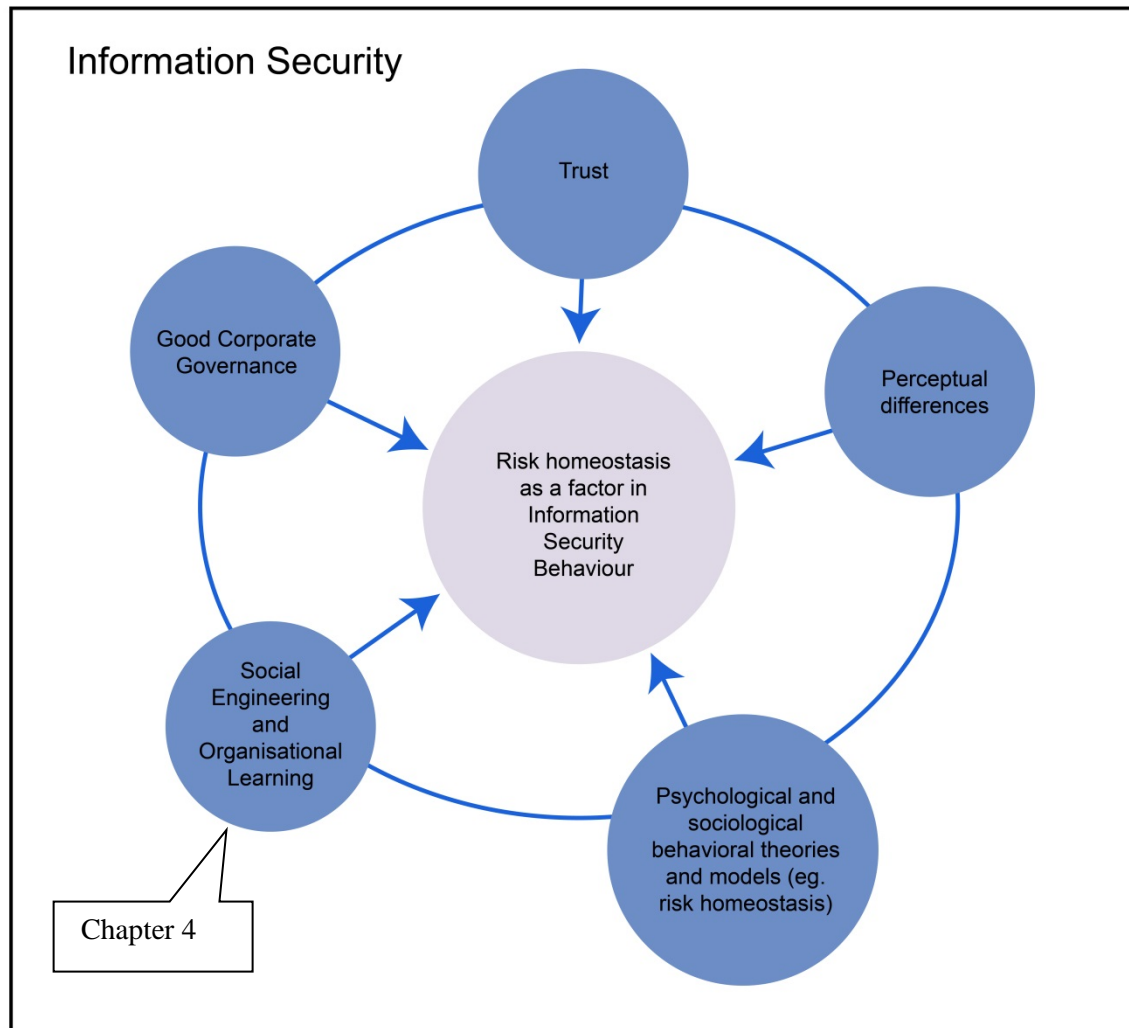 Information Security
Trust
Good Corporate
Governance
Perceptual
differences
Risk homeostasis
as a factor in
Information
Security
Behaviour
Social
Engineering
and
Organisational
Learning
Psychological and
sociological
behavioral theories
and models (eg.
risk homeostasis)
Chapter 4